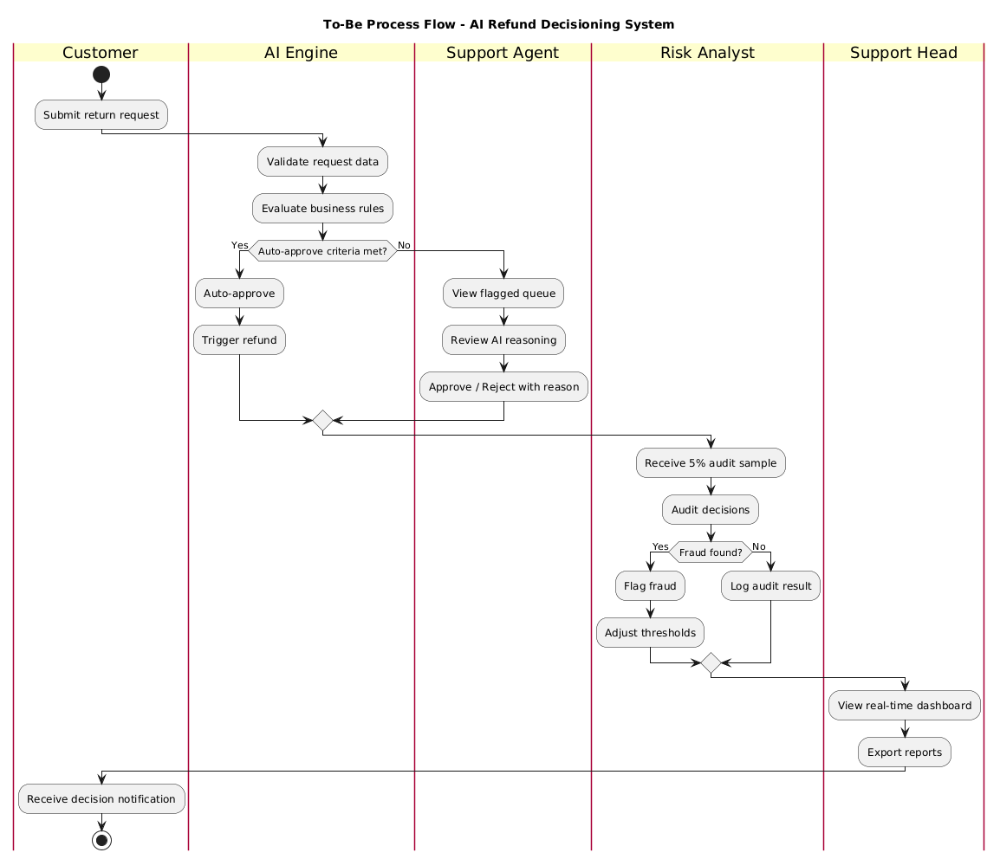 To-Be Process Flow - AI Refund Decisioning System
Customer
AI Engine
Support Agent
Risk Analyst
Support Head
Submit return request
Validate request data
Evaluate business rules
Yes
Auto-approve criteria met?
No
Auto-approve
View flagged queue
Trigger refund
Review AI reasoning
Approve / Reject with reason
Receive 5% audit sample
Audit decisions
Yes
Fraud found?
No
Flag fraud
Log audit result
Adjust thresholds
View real-time dashboard
Export reports
Receive decision notification